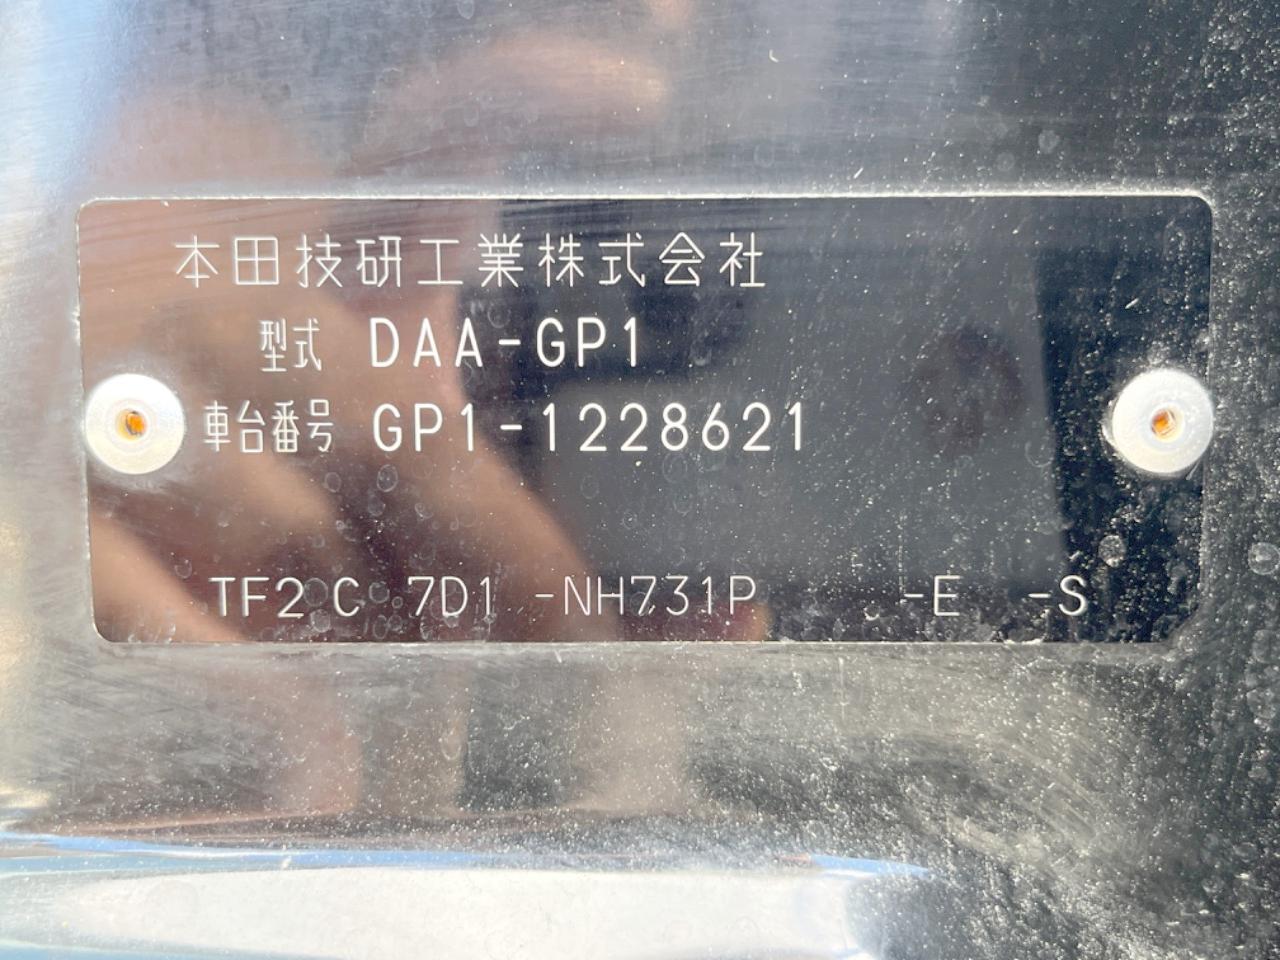 本田技研工業株式会社
型式 DAA-GP1
車台番号 GP1-1228621
TF2C 7D1 -NH731P -E -S